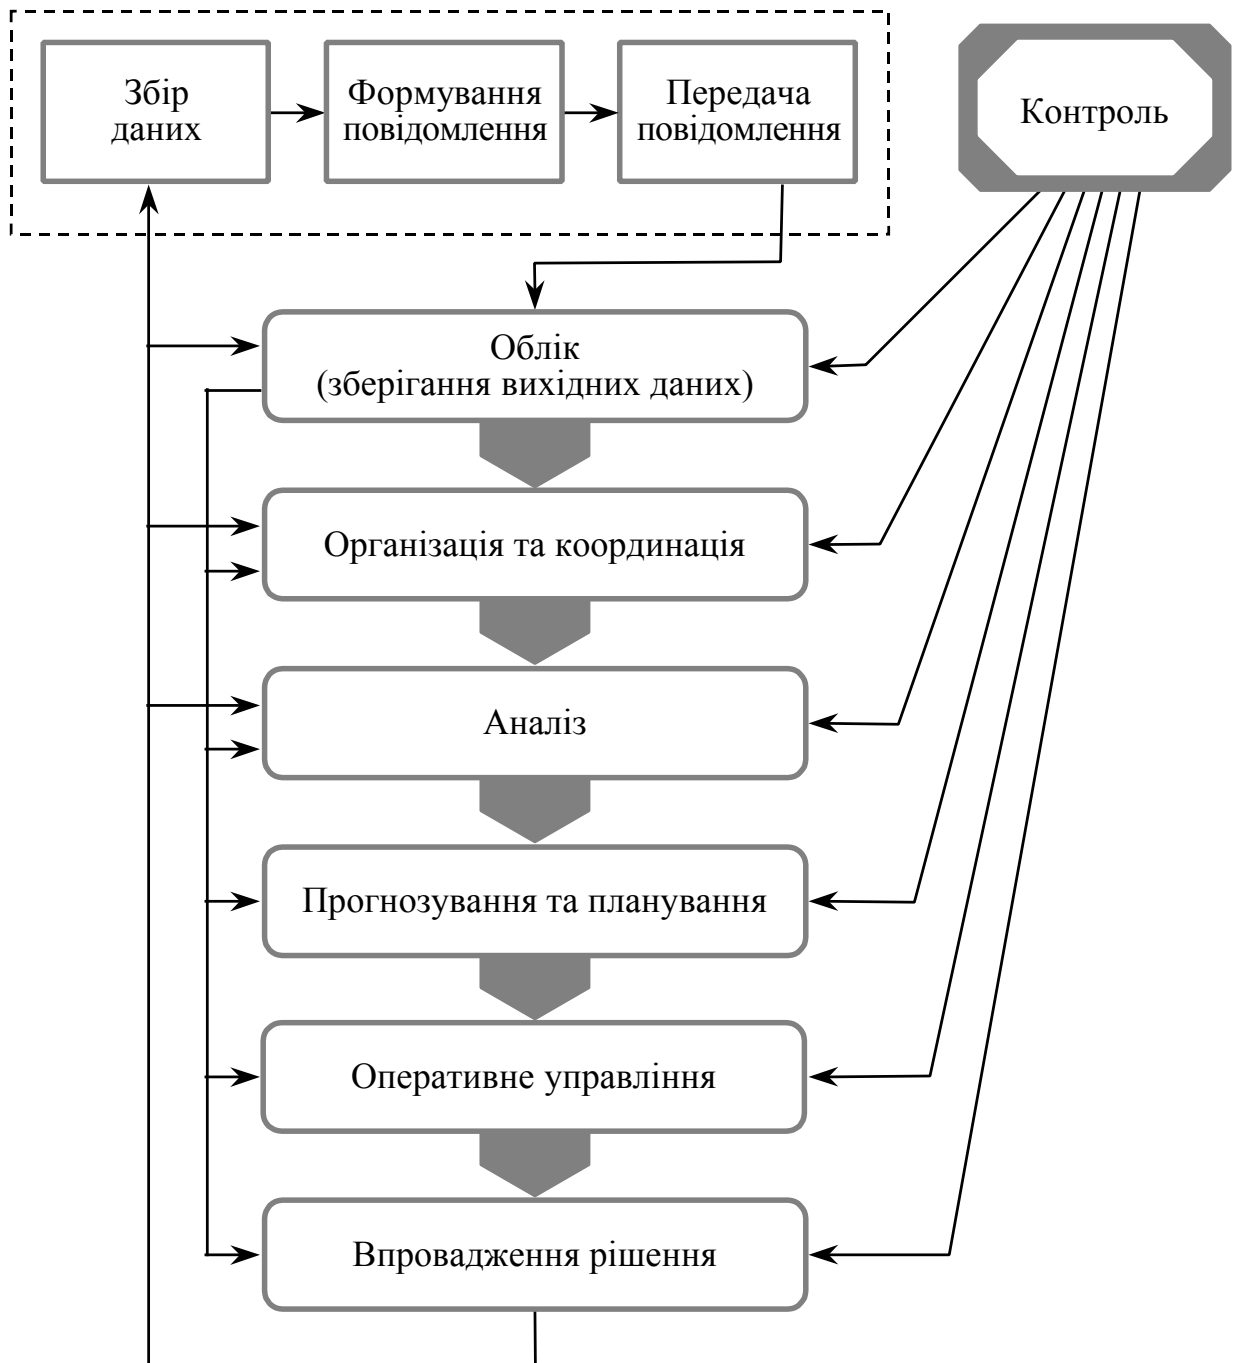 Збір
даних
Формування
повідомлення
Передача
повідомлення
Контроль
Облік
(зберігання вихідних даних)
Організація та координація
Аналіз
Прогнозування та планування
Оперативне управління
Впровадження рішення